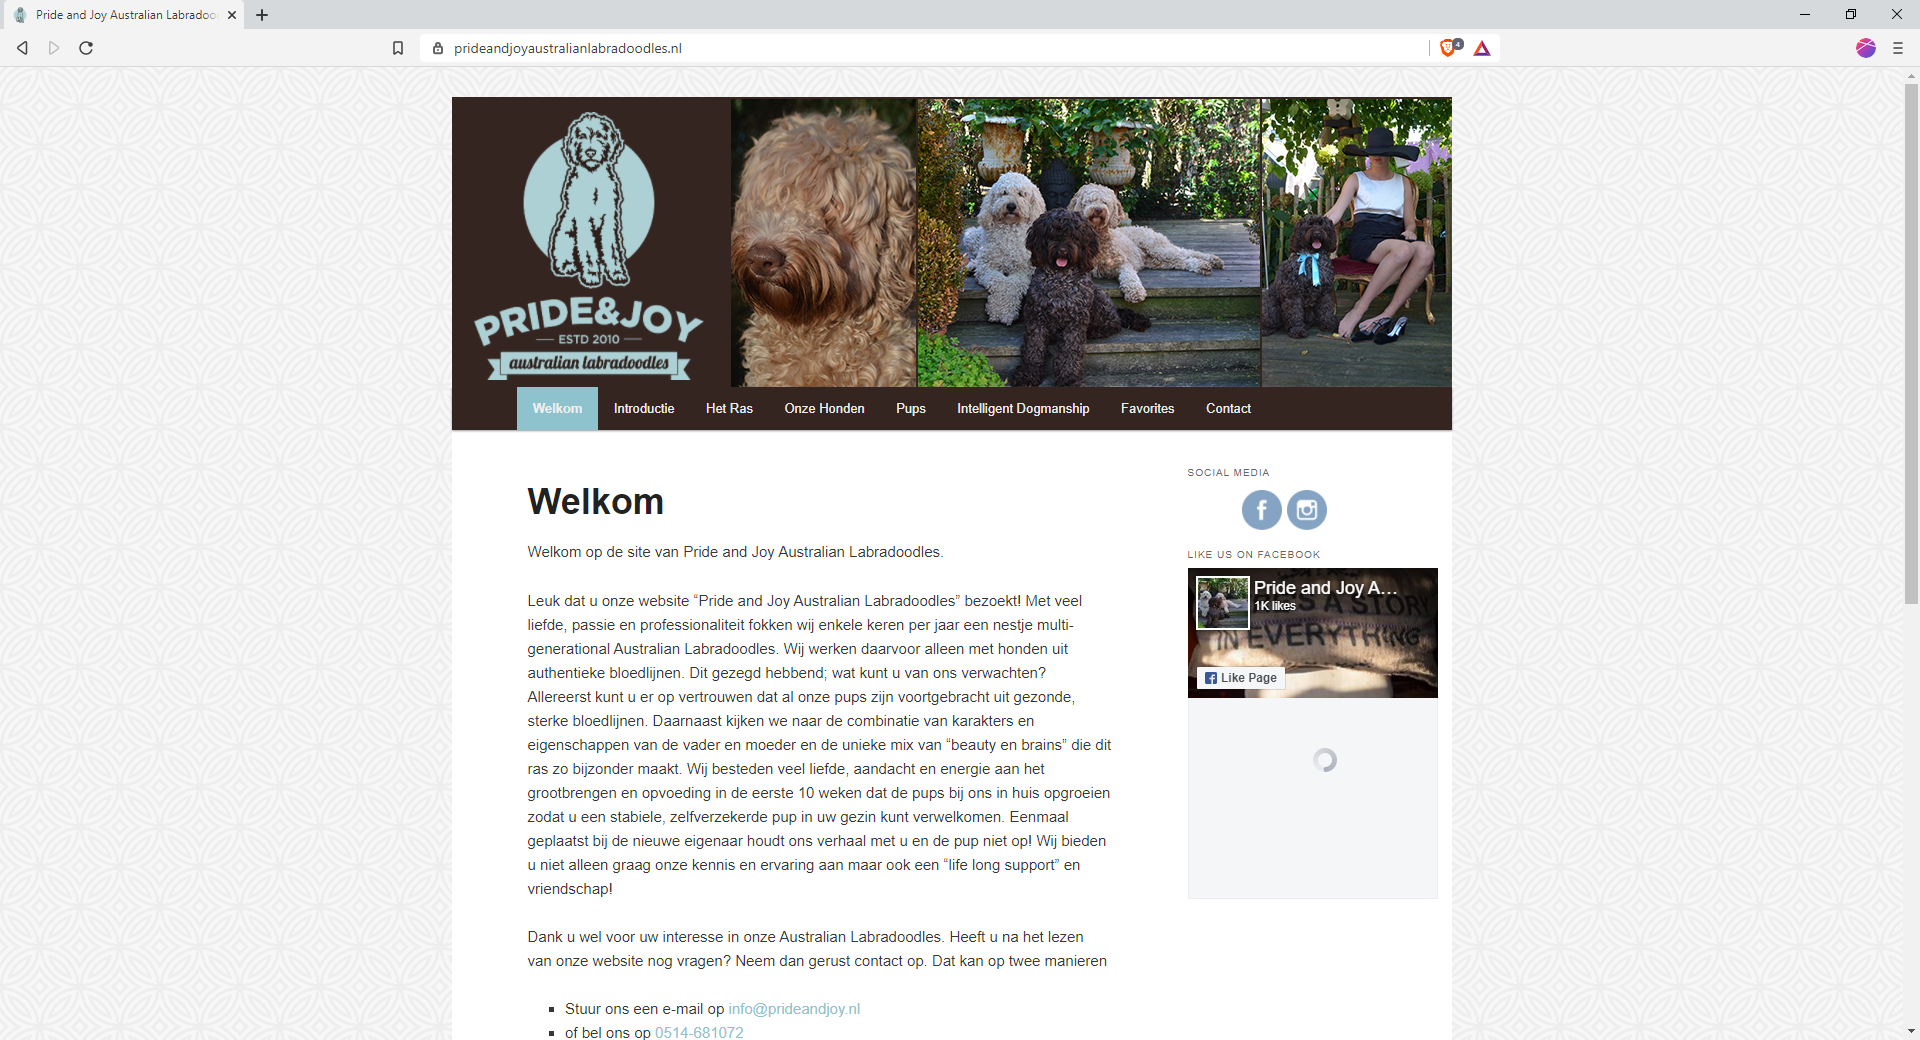 Pride and Joy Australian Labradoo
prideandjoyaustralianlabradoodles.nl
4
PRIDE&JOY
ESTD 2010
australian labradoodles
Welkom Introductie Het Ras Onze Honden Pups Intelligent Dogmanship Favorites Contact
Welkom
Welkom op de site van Pride and Joy Australian Labradoodles.
Leuk dat u onze website “Pride and Joy Australian Labradoodles” bezoekt! Met veel
liefde, passie en professionaliteit fokken wij enkele keren per jaar een nestje multi-
generational Australian Labradoodles. Wij werken daarvoor alleen met honden uit
authentieke bloedlijnen. Dit gezegd hebbend; wat kunt u van ons verwachten?
Allereerst kunt u er op vertrouwen dat al onze pups zijn voortgebracht uit gezonde,
sterke bloedlijnen. Daarnaast kijken we naar de combinatie van karakters en
eigenschappen van de vader en moeder en de unieke mix van “beauty en brains” die dit
ras zo bijzonder maakt. Wij besteden veel liefde, aandacht en energie aan het
grootbrengen en opvoeding in de eerste 10 weken dat de pups bij ons in huis opgroeien
zodat u een stabiele, zelfverzekerde pup in uw gezin kunt verwelkomen. Eenmaal
geplaatst bij de nieuwe eigenaar houdt ons verhaal met u en de pup niet op! Wij bieden
u niet alleen graag onze kennis en ervaring aan maar ook een “life long support” en
vriendschap!
Dank u wel voor uw interesse in onze Australian Labradoodles. Heeft u na het lezen
van onze website nog vragen? Neem dan gerust contact op. Dat kan op twee manieren
Stuur ons een e-mail op info@prideandjoy.nl
of bel ons op 0514-681072
SOCIAL MEDIA
LIKE US ON FACEBOOK
Pride and Joy A...
1K likes
A STORY
IN EVERYTHING
Like Page